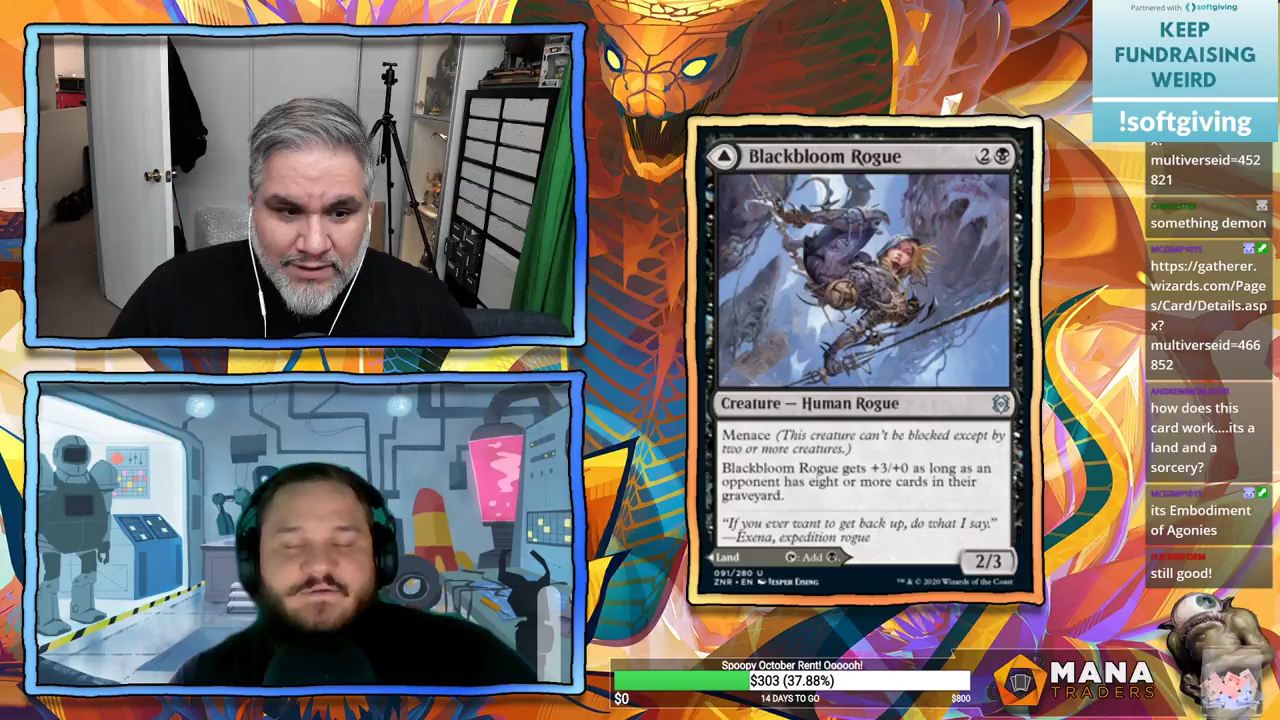 Partnered with softgiving
KEEP
FUNDRAISING
WEIRD
!softgiving
Blackbloom Rogue 2
Creature — Human Rogue
Menace (This creature can't be blocked except by
two or more creatures.)
Blackbloom Rogue gets +3/+0 as long as an
opponent has eight or more cards in their
graveyard.
"If you ever want to get back up, do what I say."
—Exena, expedition rogue
Land : Add .
2/3
091/280 U
ZNR • EN Jesper Ejsing ™ & © 2020 Wizards of the Coast
x?
multiverseid=452
821
something demon
MCGIMP1015
https://gatherer.
wizards.com/Page
s/Card/Details.asp
x?
multiverseid=466
852
how does this
card work....its a
land and a
sorcery?
MCGIMP1015
its Embodiment
of Agonies
still good!
Spoopy October Rent! Oooooh!
$303 (37.88%)
$0 14 DAYS TO GO $800
MANA
TRADERS